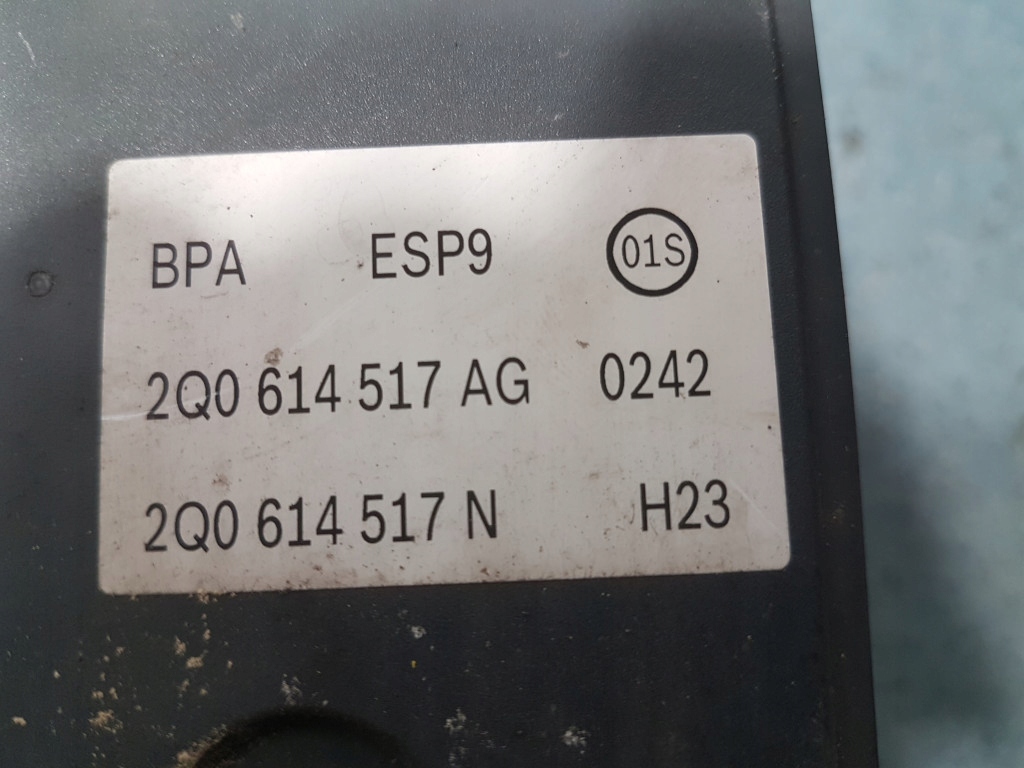 BPA ESP9 01S
2Q0 614 517 AG 0242
2Q0 614 517 N H23